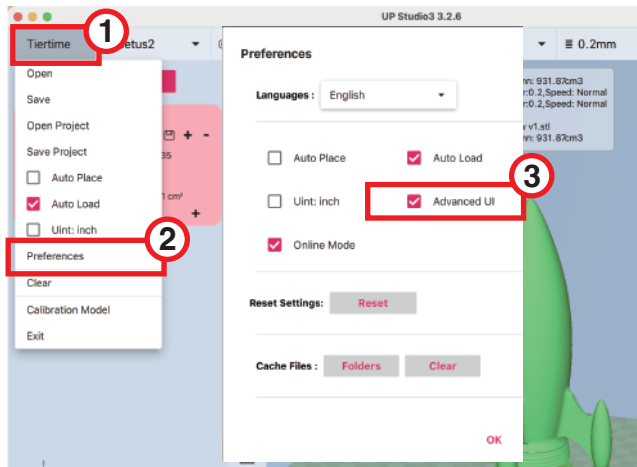 UP Studio3 3.2.6
1
Tiertime
etus2
0.2mm
Open
Save
Open Project
Save Project
Auto Place
Auto Load
Uint: inch
2
Preferences
Clear
Calibration Model
Exit
35
1 cm²
Preferences
Languages :
English
Auto Place
Auto Load
3
Uint: inch
Advanced UI
Online Mode
Reset Settings:
Reset
Cache Files :
Folders
Clear
OK
931.87cm3
0.2,Speed: Normal
0.2,Speed: Normal
v1.stl
931.87cm3